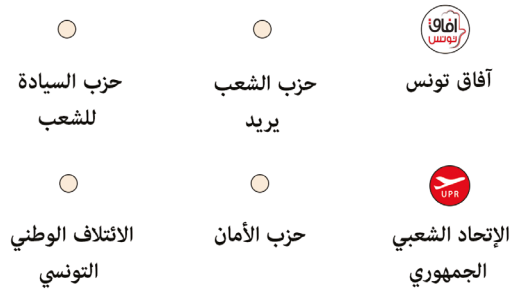 آفاق تونس
آفاق تونس
حزب الشعب يريد
حزب السيادة للشعب
UPR
الإتحاد الشعبي الجمهوري
حزب الأمان
الائتلاف الوطني التونسي